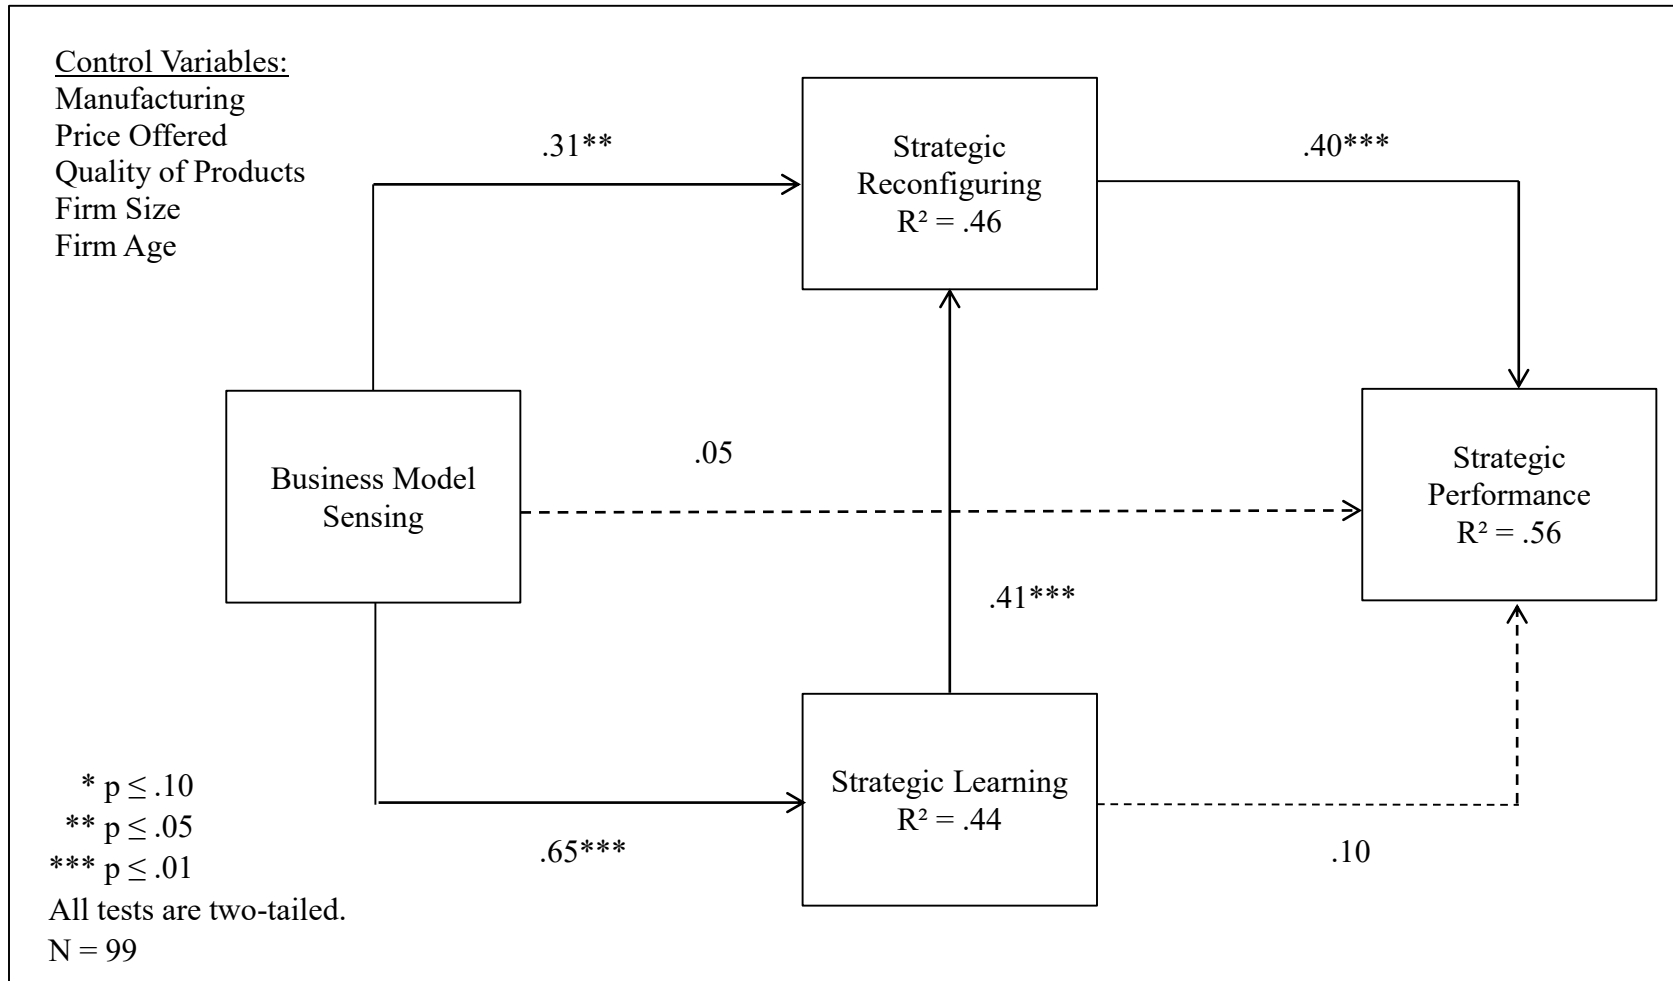 Control Variables:
Manufacturing
Price Offered
Quality of Products
Firm Size
Firm Age
.31**
Strategic
Reconfiguring
R² = .46
.40***
Business Model
Sensing
.05
Strategic
Performance
R² = .56
.41***
Strategic Learning
R² = .44
.65***
.10
* p ≤ .10
** p ≤ .05
*** p ≤ .01
All tests are two-tailed.
N = 99